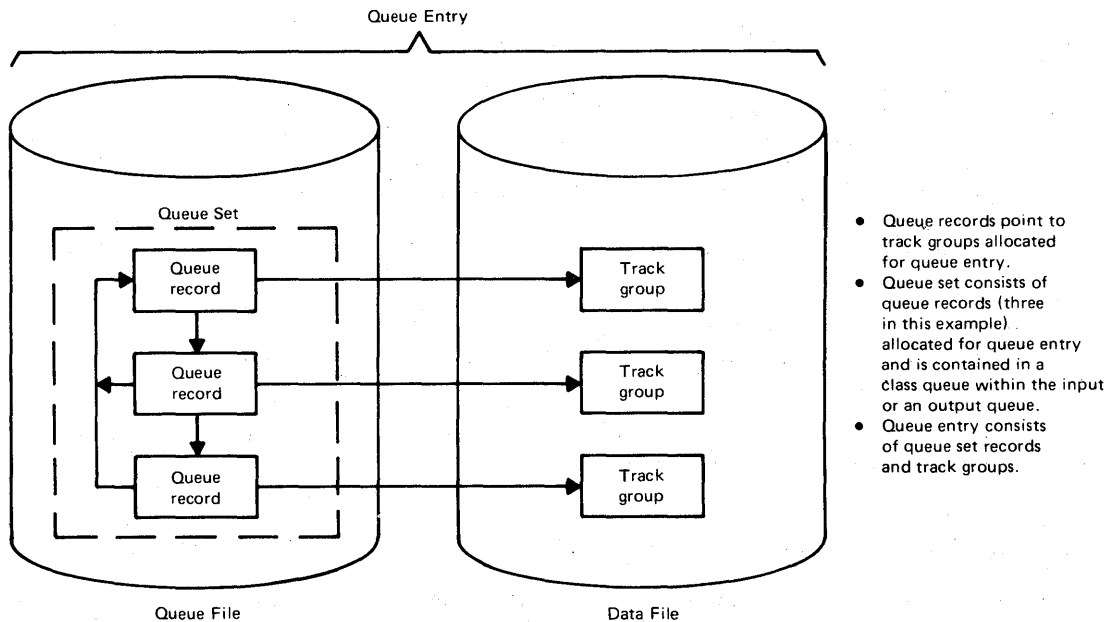 Queue Entry
Queue Set
Queue
record
Track
group
Queue
record
Track
group
Queue
record
Track
group
Queue File
Data File
• Queue records point to
track groups allocated
for queue entry.
• Queue set consists of
queue records (three
in this example)
allocated for queue entry
and is contained in a
class queue within the input
or an output queue.
• Queue entry consists
of queue set records
and track groups.